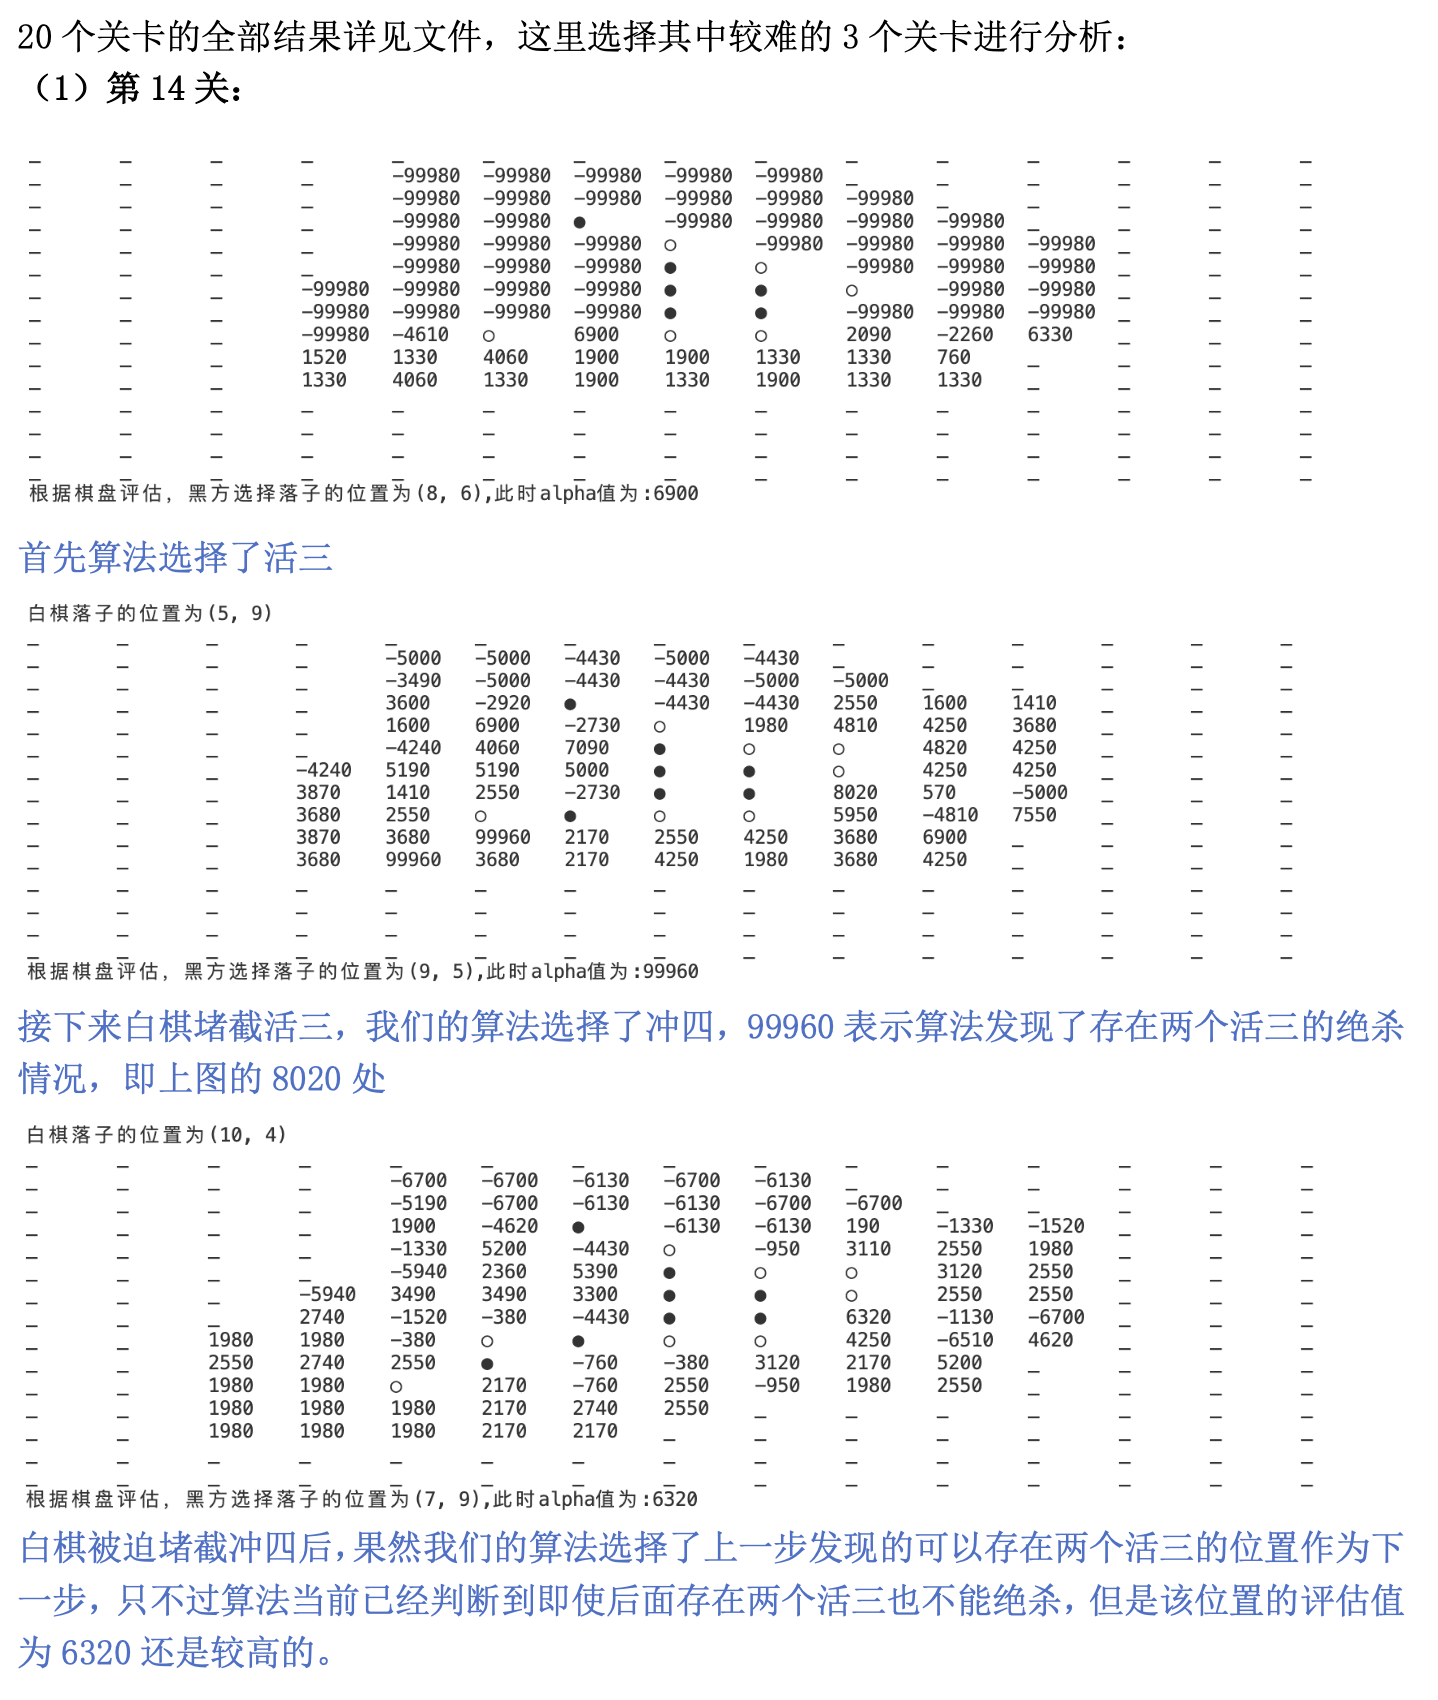 20 个关卡的全部结果详见文件，这里选择其中较难的 3 个关卡进行分析：
（1）第 14 关：
_ _ _ _ _ _ _ _ _ _ _ _ _ _ _
_ _ _ _ -99980 -99980 -99980 -99980 -99980 _ _ _ _ _ _
_ _ _ _ -99980 -99980 -99980 -99980 -99980 -99980 _ _ _ _ _
_ _ _ _ -99980 -99980 ● -99980 -99980 -99980 -99980 _ _ _ _
_ _ _ _ -99980 -99980 -99980 ○ -99980 -99980 -99980 -99980 _ _ _
_ _ _ _ -99980 -99980 -99980 ● ○ -99980 -99980 -99980 _ _ _
_ _ _ -99980 -99980 -99980 -99980 ● ● ○ -99980 -99980 _ _ _
_ _ _ -99980 -99980 -99980 -99980 ● ● -99980 -99980 -99980 _ _ _
_ _ _ -99980 -4610 ○ 6900 ○ ○ 2090 -2260 6330 _ _ _
_ _ _ 1520 1330 4060 1900 1900 1330 1330 760 _ _ _ _
_ _ _ 1330 4060 1330 1900 1330 1900 1330 1330 _ _ _ _
_ _ _ _ _ _ _ _ _ _ _ _ _ _ _
_ _ _ _ _ _ _ _ _ _ _ _ _ _ _
_ _ _ _ _ _ _ _ _ _ _ _ _ _ _
_ _ _ _ _ _ _ _ _ _ _ _ _ _ _
根据棋盘评估，黑方选择落子的位置为(8, 6),此时alpha值为:6900
首先算法选择了活三
白棋落子的位置为(5, 9)
_ _ _ _ _ _ _ _ _ _ _ _ _ _ _
_ _ _ _ -5000 -5000 -4430 -5000 -4430 _ _ _ _ _ _
_ _ _ _ -3490 -5000 -4430 -4430 -5000 -5000 _ _ _ _ _
_ _ _ _ 3600 -2920 ● -4430 -4430 2550 1600 1410 _ _ _
_ _ _ _ 1600 6900 -2730 ○ 1980 4810 4250 3680 _ _ _
_ _ _ _ -4240 4060 7090 ● ○ ○ 4820 4250 _ _ _
_ _ _ -4240 5190 5190 5000 ● ● ○ 4250 4250 _ _ _
_ _ _ 3870 1410 2550 -2730 ● ● 8020 570 -5000 _ _ _
_ _ _ 3680 2550 ○ ● ○ ○ 5950 -4810 7550 _ _ _
_ _ _ 3870 3680 99960 2170 2550 4250 3680 6900 _ _ _ _
_ _ _ 3680 99960 3680 2170 4250 1980 3680 4250 _ _ _ _
_ _ _ _ _ _ _ _ _ _ _ _ _ _ _
_ _ _ _ _ _ _ _ _ _ _ _ _ _ _
_ _ _ _ _ _ _ _ _ _ _ _ _ _ _
_ _ _ _ _ _ _ _ _ _ _ _ _ _ _
根据棋盘评估，黑方选择落子的位置为(9, 5),此时alpha值为:99960
接下来白棋堵截活三，我们的算法选择了冲四，99960 表示算法发现了存在两个活三的绝杀
情况，即上图的 8020 处
白棋落子的位置为(10, 4)
_ _ _ _ _ _ _ _ _ _ _ _ _ _ _
_ _ _ _ -6700 -6700 -6130 -6700 -6130 _ _ _ _ _ _
_ _ _ _ -5190 -6700 -6130 -6130 -6700 -6700 _ _ _ _ _
_ _ _ _ 1900 -4620 ● -6130 -6130 190 -1330 -1520 _ _ _
_ _ _ _ -1330 5200 -4430 ○ -950 3110 2550 1980 _ _ _
_ _ _ _ -5940 2360 5390 ● ○ ○ 3120 2550 _ _ _
_ _ _ -5940 3490 3490 3300 ● ● ○ 2550 2550 _ _ _
_ _ _ 2740 -1520 -380 -4430 ● ● 6320 -1130 -6700 _ _ _
_ _ 1980 1980 -380 ○ ● ○ ○ 4250 -6510 4620 _ _ _
_ _ 2550 2740 2550 ● -760 -380 3120 2170 5200 _ _ _ _
_ _ 1980 1980 ○ 2170 -760 2550 -950 1980 2550 _ _ _ _
_ _ 1980 1980 1980 2170 2740 2550 _ _ _ _ _ _ _
_ _ 1980 1980 1980 2170 2170 _ _ _ _ _ _ _ _
_ _ _ _ _ _ _ _ _ _ _ _ _ _ _
_ _ _ _ _ _ _ _ _ _ _ _ _ _ _
根据棋盘评估，黑方选择落子的位置为(7, 9),此时alpha值为:6320
白棋被迫堵截冲四后，果然我们的算法选择了上一步发现的可以存在两个活三的位置作为下
一步，只不过算法当前已经判断到即使后面存在两个活三也不能绝杀，但是该位置的评估值
为 6320 还是较高的。